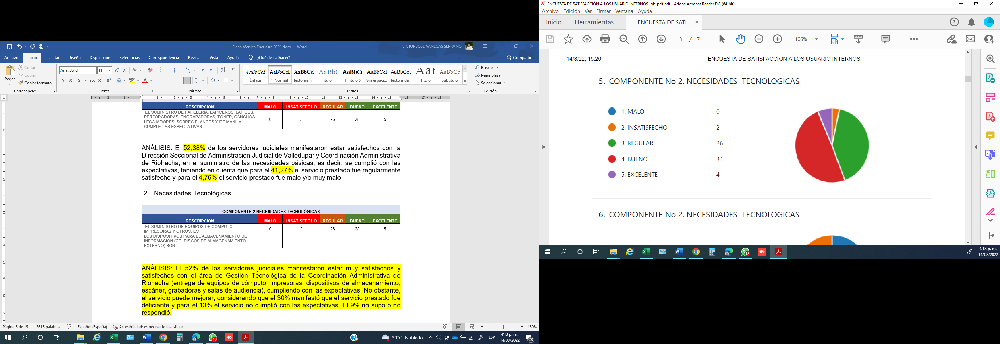 Ficha técnica Encuesta 2021.docx - Word
VICTOR JOSE VANEGAS SERRANO
Archivo Inicio Insertar Diseño Disposición Referencias Correspondencia Revisar Vista Ayuda ¿Qué desea hacer? Compartir
Pegar
Cortar
Copiar
Copiar formato
Portapapeles
Arial,Bold 11
Fuente
Párrafo
AaBbCcI AaBbCcI AaBbCcI AaBbC AaBbCc AaBbCcI AaBbCcI AaI AaBbCc
Énfasis ¶ Normal Texto en n... Título 1 ¶ Título 5 Sin espaci... Texto inde... Título Subtítulo
Estilos
Buscar
Reemplazar
Seleccionar
Edición
DESCRIPCIÓN MALO INSATISFECHO REGULAR BUENO EXCELENTE
EL SUMINISTRO DE PAPELERIA, LAPICEROS, LAPICES,
PERFORADORAS, ENGRAPADORAS, TONER, GANCHOS
LEGAJADORES, SOBRES BLANCOS Y DE MANILA,
CUMPLE LAS ESPECTATIVAS
0 3 26 28 5
ANÁLISIS: El 52,38% de los servidores judiciales manifestaron estar satisfechos con la
Dirección Seccional de Administración Judicial de Valledupar y Coordinación Administrativa
de Riohacha, en el suministro de las necesidades básicas, es decir, se cumplió con las
expectativas, teniendo en cuenta que para el 41,27% el servicio prestado fue regularmente
satisfecho y para el 4,76% el servicio prestado fue malo y/o muy malo.
2. Necesidades Tecnológicas.
COMPONENTE 2 NECESIDADES TECNOLÓGICAS
DESCRIPCIÓN MALO INSATISFECHO REGULAR BUENO EXCELENTE
EL SUMINISTRO DE EQUIPOS DE COMPUTO,
IMPRESORAS Y OTROS, ES
0 3 26 28 5
LOS DISPOSITIVOS PARA EL ALMACENAMIENTO DE
INFORMACION (CD, DISCOS DE ALMACENAMIENTO
EXTERNO) SON
ANÁLISIS: El 52% de los servidores judiciales manifestaron estar muy satisfechos y
satisfechos con el área de Gestión Tecnológica de la Coordinación Administrativa de
Riohacha (entrega de equipos de cómputo, impresoras, dispositivos de almacenamiento,
escáner, grabadoras y salas de audiencia), cumpliendo con las expectativas. No obstante,
el servicio puede mejorar, considerando que el 30% manifestó que el servicio prestado fue
deficiente y para el 13% el servicio no cumplió con las expectativas. El 9% no supo o no
respondió.
Página 5 de 15 3615 palabras Español (España) Accesibilidad: es necesario investigar 130%
30°C Nublado ESP 4:13 p. m.
14/08/2022
23
13
ENCUESTA DE SATISFACCIÓN A LOS USUARIO INTERNOS- ok. pdf.pdf - Adobe Acrobat Reader DC (64-bit)
Archivo Edición Ver Firmar Ventana Ayuda
Inicio Herramientas ENCUESTA DE SATI...
3 / 17 106%
14/8/22, 15:26 ENCUESTA DE SATISFACCIÓN A LOS USUARIO INTERNOS
5. COMPONENTE No 2. NECESIDADES TECNOLOGICAS
1. MALO 0
2. INSATISFECHO 2
3. REGULAR 26
4. BUENO 31
5. EXCELENTE 4
6. COMPONENTE No 2. NECESIDADES TECNOLOGICAS
13
4:13 p. m.
14/08/2022